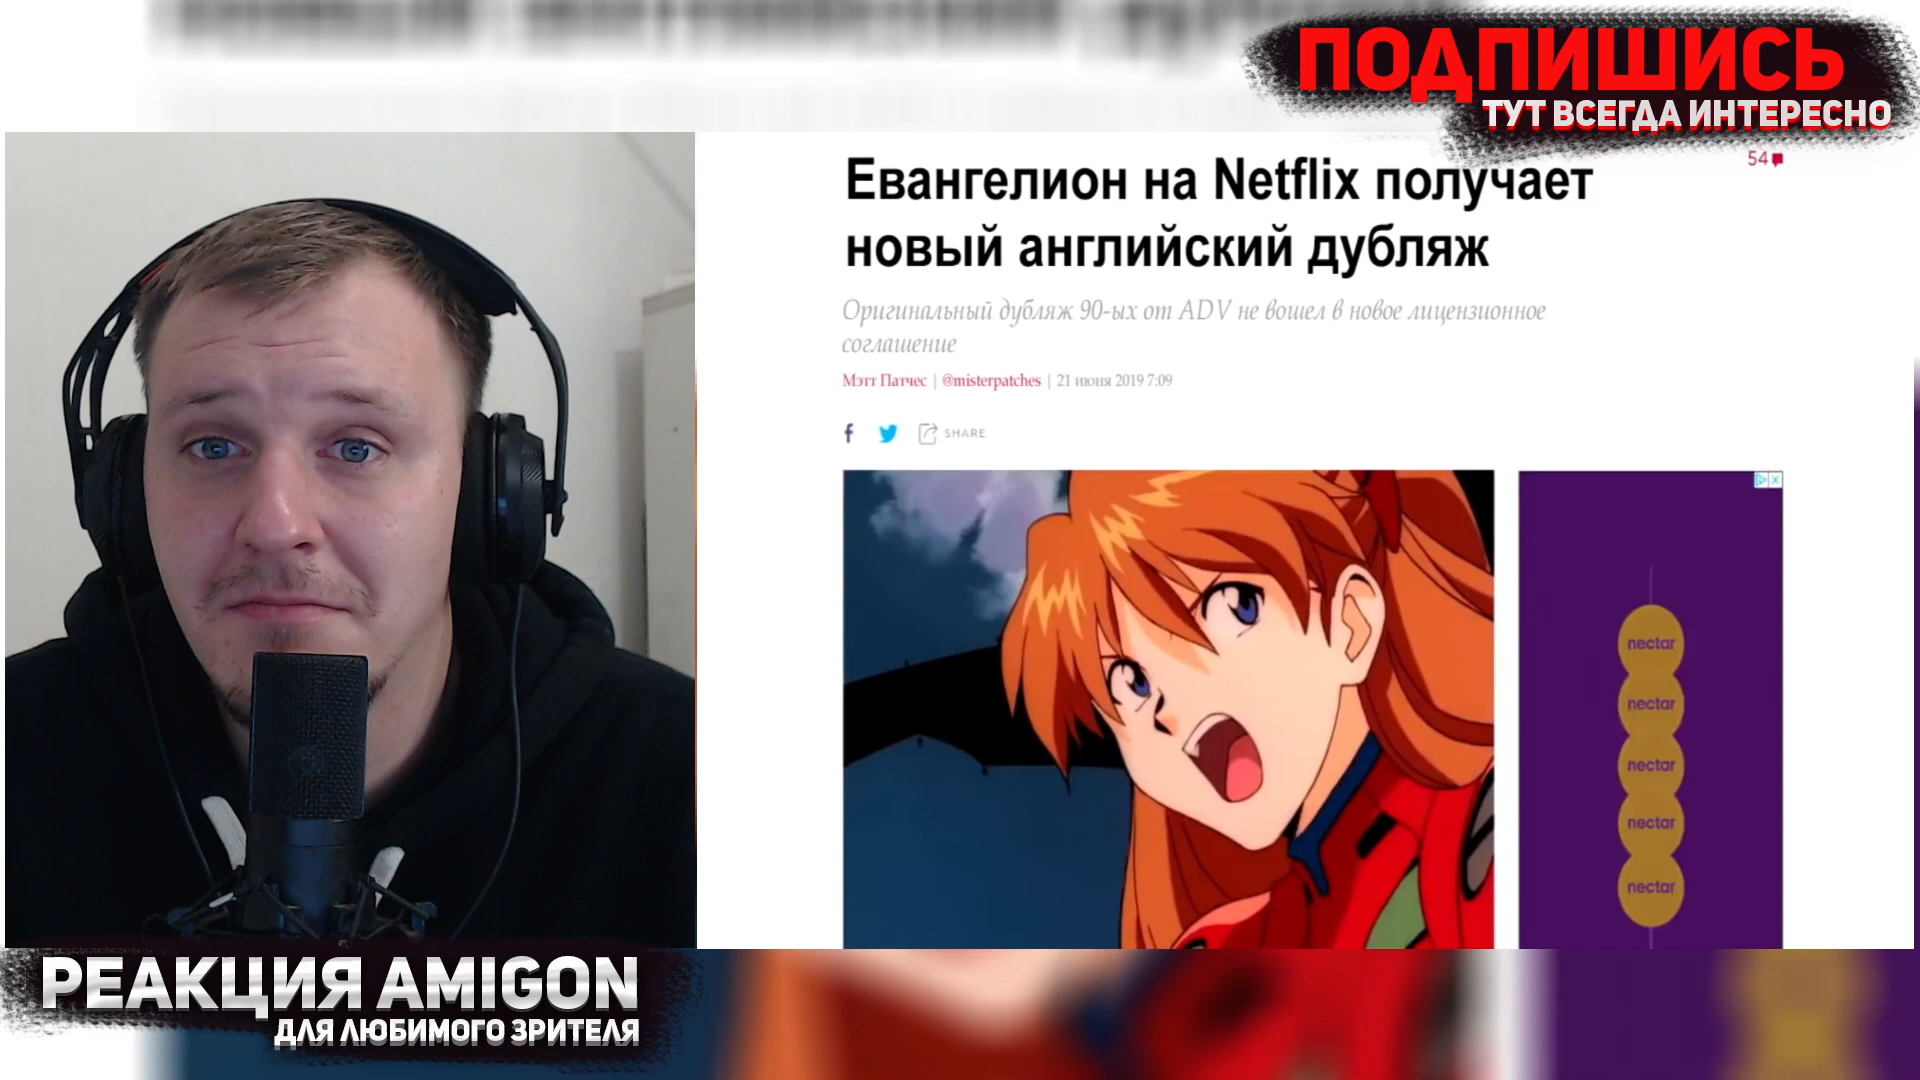 ПОДПИШИСЬ
ТУТ ВСЕГДА ИНТЕРЕСНО
54
Евангелион на Netflix получает
новый английский дубляж
Оригинальный дубляж 90-ых от ADV не вошел в новое лицензионное
соглашение
Мэтт Патчес | @misterpatches | 21 июня 2019 7:09
SHARE
nectar
nectar
nectar
nectar
nectar
РЕАКЦИЯ AMIGON
ДЛЯ ЛЮБИМОГО ЗРИТЕЛЯ